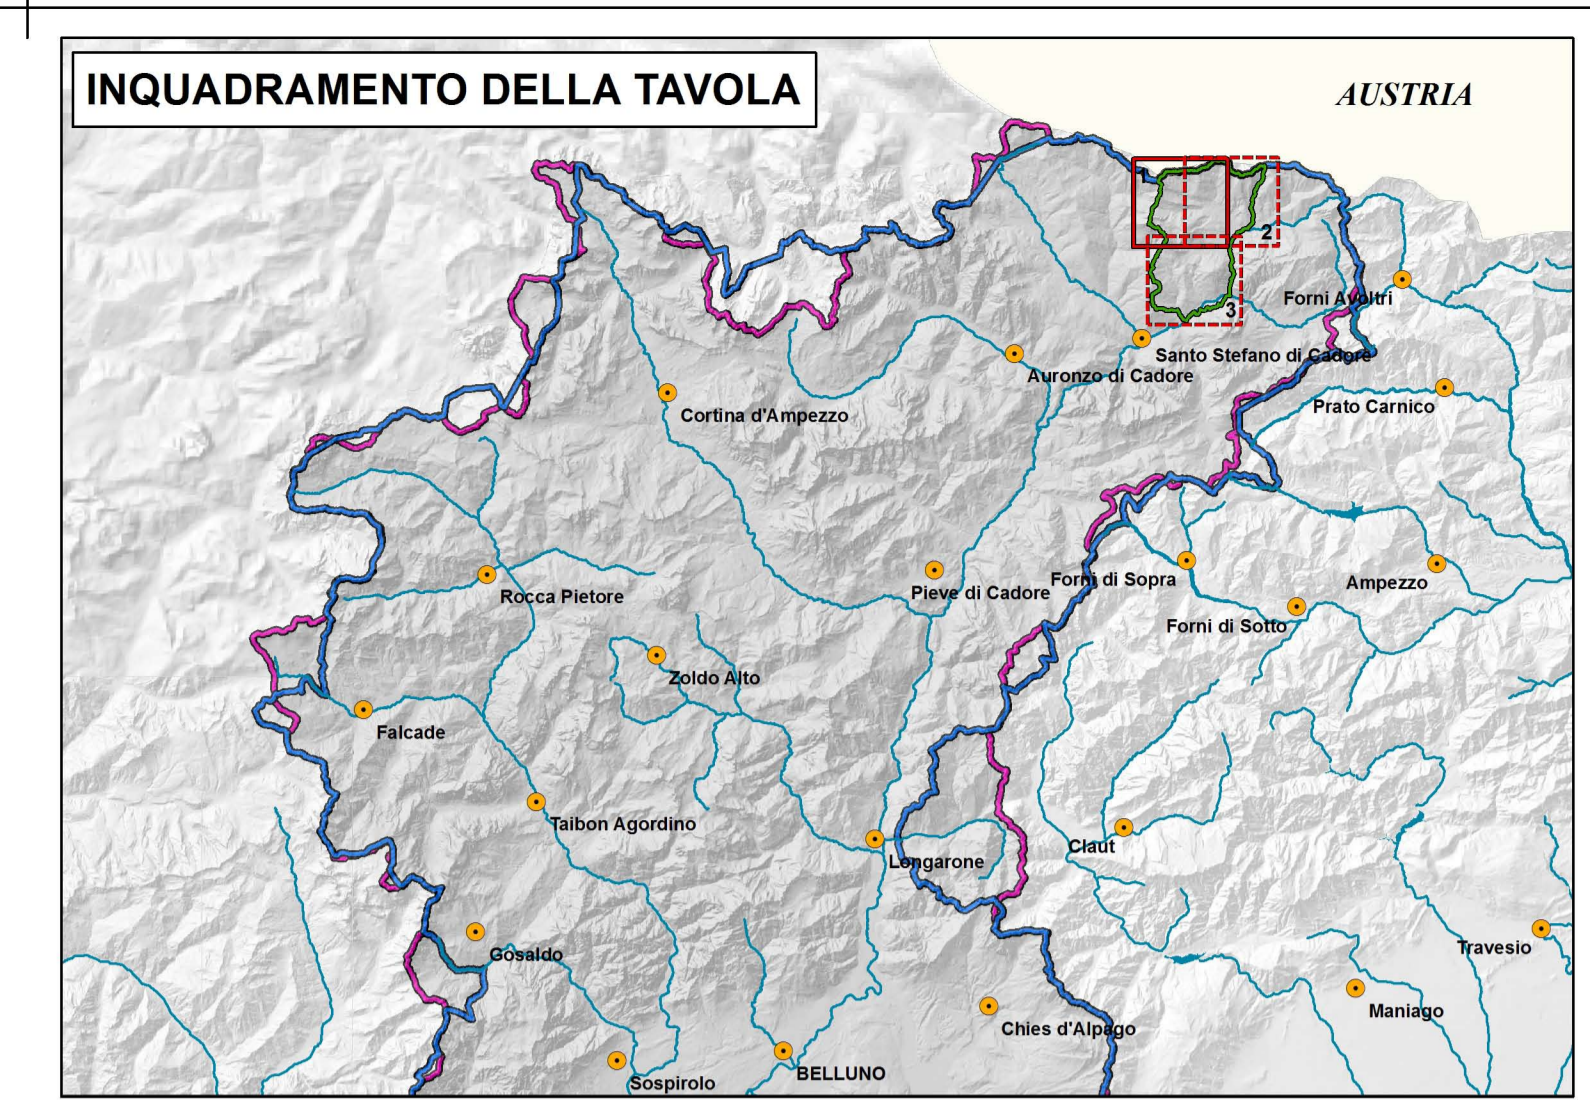 INQUADRAMENTO DELLA TAVOLA
AUSTRIA
2
Forni Avoltri
3
Santo Stefano di Cadore
Auronzo di Cadore
Cortina d'Ampezzo
Prato Carnico
Rocca Pietore
Pieve di Cadore
Forni di Sopra
Ampezzo
Forni di Sotto
Zoldo Alto
Falcade
Taibon Agordino
Longarone
Claut
Gosaldo
Travesio
Maniago
Chies d'Alpago
BELLUNO
Sospirolo